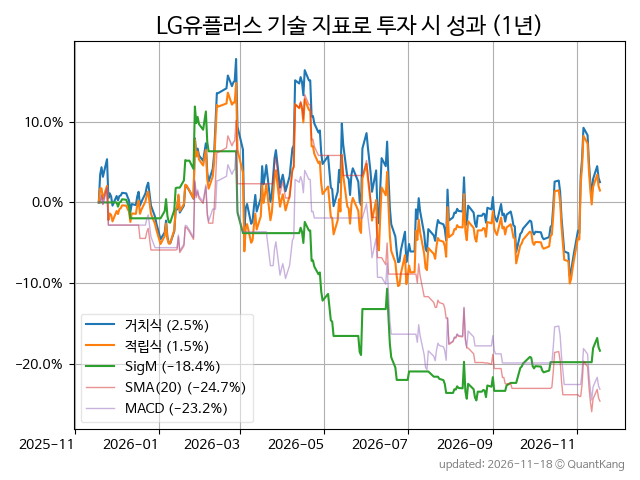 LG유플러스 기술 지표로 투자 시 성과 (1년)
10.0%
0.0%
−10.0%
−20.0%
거치식 (2.5%)
적립식 (1.5%)
SigM (−18.4%)
SMA(20) (−24.7%)
MACD (−23.2%)
2025-11
2026-01
2026-03
2026-05
2026-07
2026-09
2026-11
updated: 2026-11-18 © QuantKang